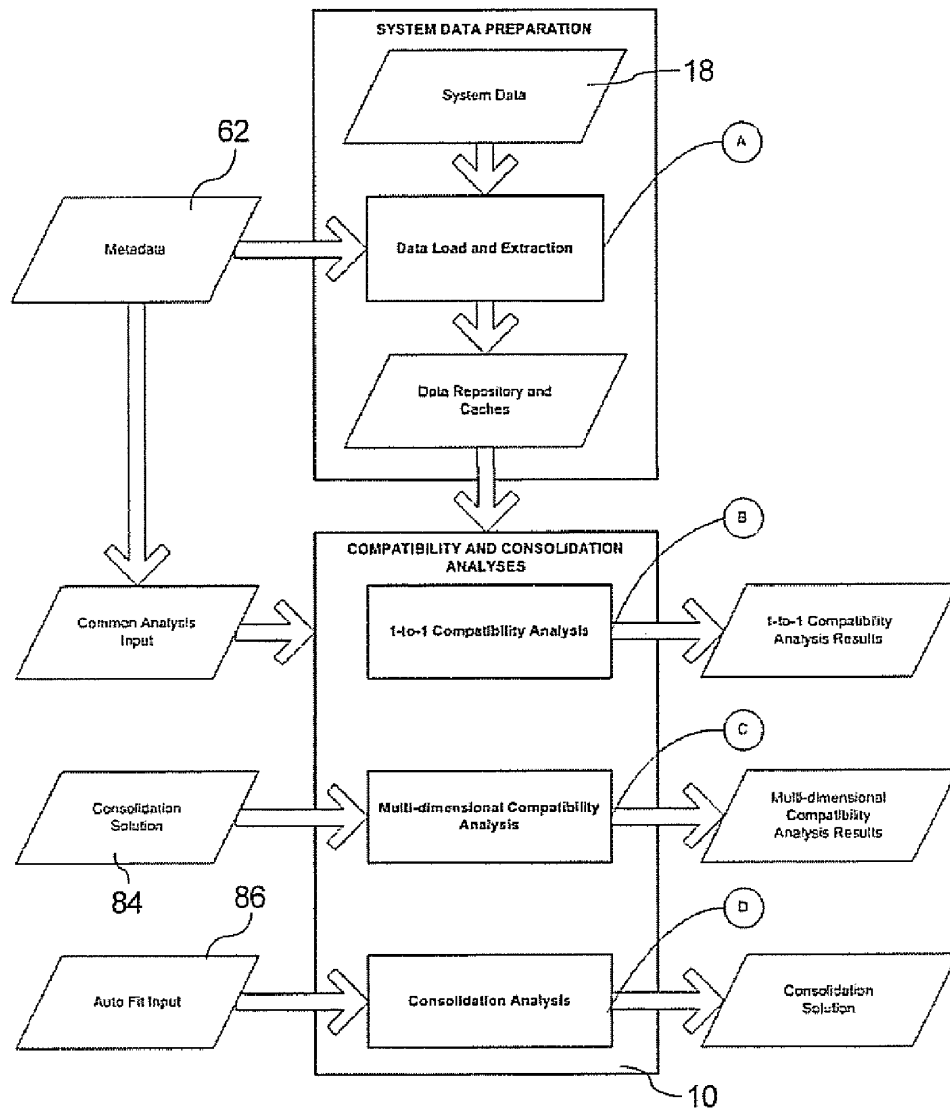 SYSTEM DATA PREPARATION
System Data
18
A
62
Metadata
Data Load and Extraction
Data Repository and
Caches
COMPATIBILITY AND CONSOLIDATION
ANALYSES
B
Common Analysis
Input
1-to-1 Compatibility Analysis
1-to-1 Compatibility
Analysis Results
C
Consolidation
Solution
84
Multi-dimensional Compatibility
Analysis
Multi-dimensional
Compatibility
Analysis Results
86
D
Auto Fit Input
Consolidation Analysis
Consolidation
Solution
10